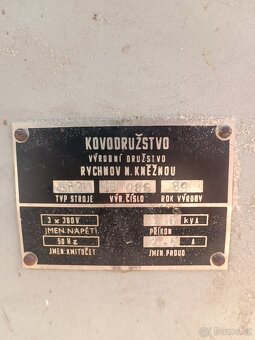 KOVODRUŽSTVO
VÝROBNÍ DRUŽSTVO
RYCHNOV N. KNĚŽNOU
TYP STROJE VÝR. ČÍSLO ROK VÝROBY
3 x 380V kVA
JMEN. NAPĚTÍ PŘÍKON
50 Hz A
JMEN. KMITOČET JMEN. PROUD